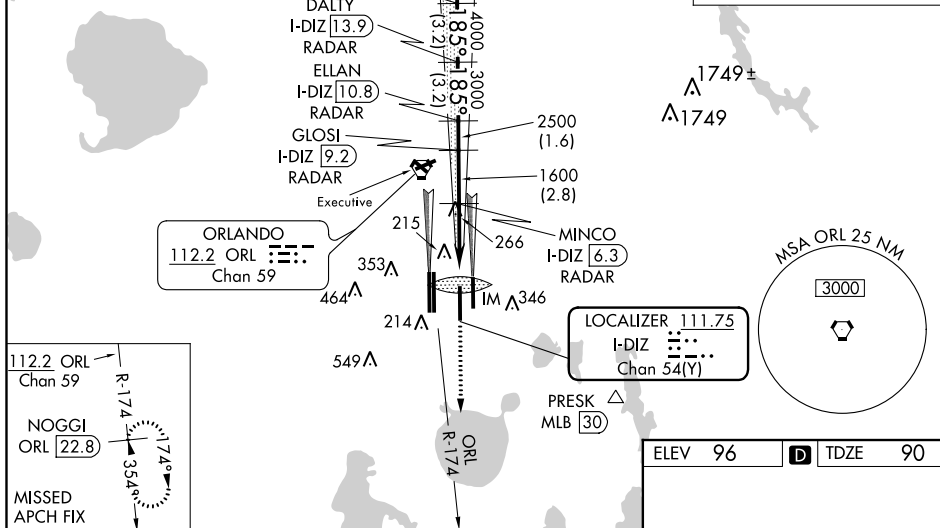 DALTY
I-DIZ 13.9
RADAR
ELLAN
I-DIZ 10.8
RADAR
GLOSI
I-DIZ 9.2
RADAR
Executive
4000
(3.2)
185°
3000
(3.2)
185°
2500
(1.6)
1600
(2.8)
1749±
1749
ORLANDO
112.2 ORL
Chan 59
215
266
MINCO
I-DIZ 6.3
RADAR
353
464
IM
346
214
549
LOCALIZER 111.75
I-DIZ
Chan 54(Y)
PRESK
MLB 30
MSA ORL 25 NM
3000
112.2 ORL
Chan 59
R-174
NOGGI
ORL 22.8
174°
354°
MISSED
APCH FIX
ORL
R-174
ELEV 96
D
TDZE 90